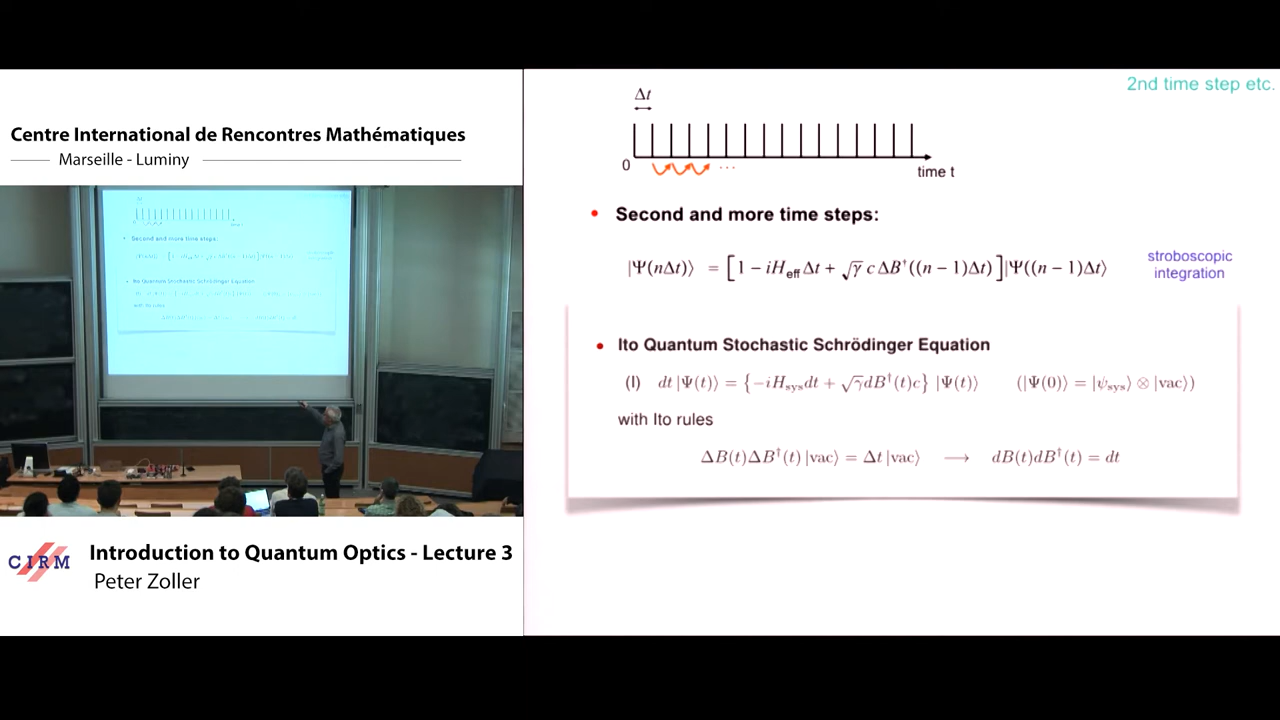 Centre International de Rencontres Mathématiques
Marseille - Luminy
CIRM
Introduction to Quantum Optics - Lecture 3
Peter Zoller
2nd time step etc.
Δt
0
...
time t
• Second and more time steps:
|Ψ(nΔt)⟩ = [1 − iH_eff Δt + √γ c ΔB†((n − 1)Δt)]|Ψ((n − 1)Δt⟩
stroboscopic
integration
• Ito Quantum Stochastic Schrödinger Equation
(I) dt |Ψ(t)⟩ = {−iH_sys dt + √γdB†(t)c} |Ψ(t)⟩ (|Ψ(0)⟩ = |ψ_sys⟩ ⊗ |vac⟩)
with Ito rules
ΔB(t)ΔB†(t) |vac⟩ = Δt |vac⟩ ⟶ dB(t)dB†(t) = dt